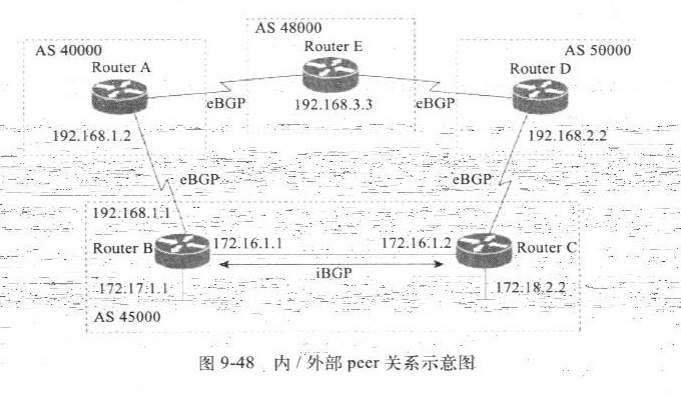 AS 48000
AS 40000
Router E
AS 50000
Router A
Router D
eBGP
192.168.3.3
eBGP
192.168.1.2
192.168.2.2
eBGP
eBGP
192.168.1.1
Router B
172.16.1.1
172.16.1.2
Router C
iBGP
172.17.1.1
172.18.2.2
AS 45000
图 9-48 内 / 外部 peer 关系示意图